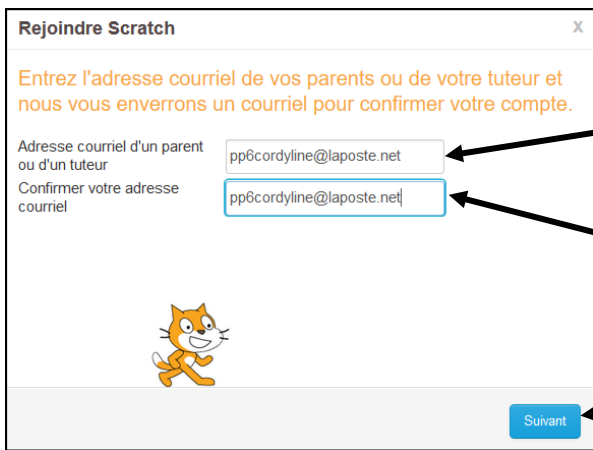 Rejoindre Scratch
X
Entrez l'adresse courriel de vos parents ou de votre tuteur et
nous vous enverrons un courriel pour confirmer votre compte.
Adresse courriel d'un parent
ou d'un tuteur
pp6cordyline@laposte.net
Confirmer votre adresse
courriel
pp6cordyline@laposte.net
Suivant